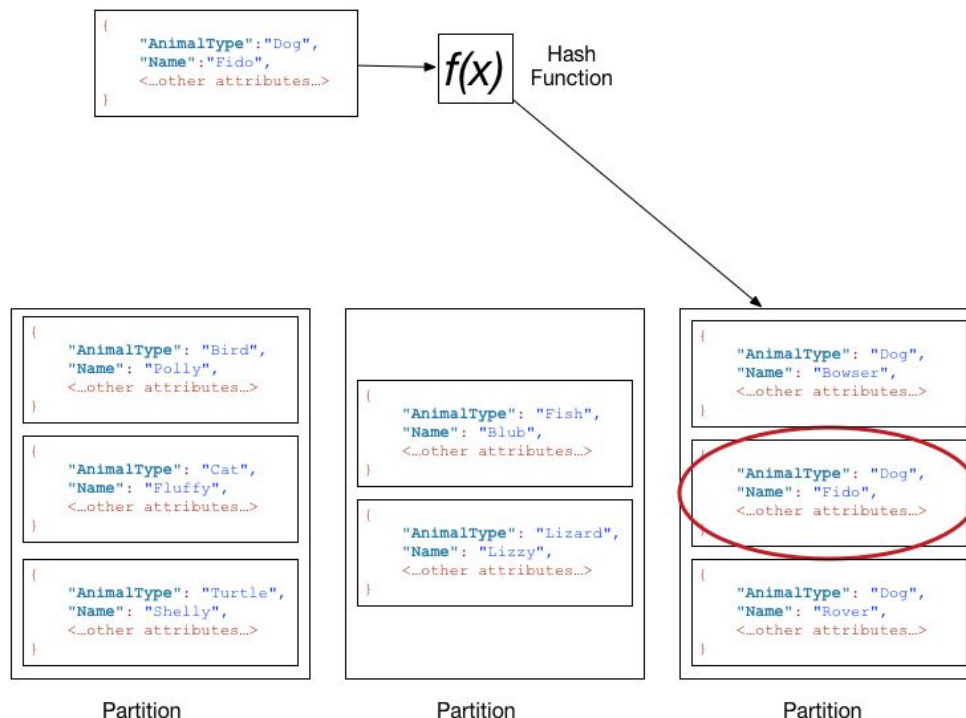 {
"AnimalType":"Dog",
"Name":"Fido",
<…other attributes…>
}
f(x)
Hash
Function
{
"AnimalType": "Bird",
"Name": "Polly",
<…other attributes…>
}
{
"AnimalType": "Cat",
"Name": "Fluffy",
<…other attributes…>
}
{
"AnimalType": "Turtle",
"Name": "Shelly",
<…other attributes…>
}
Partition
{
"AnimalType": "Fish",
"Name": "Blub",
<…other attributes…>
}
{
"AnimalType": "Lizard",
"Name": "Lizzy",
<…other attributes…>
}
Partition
{
"AnimalType": "Dog",
"Name": "Bowser",
<…other attributes…>
}
{
"AnimalType": "Dog",
"Name": "Fido",
<…other attributes…>
}
{
"AnimalType": "Dog",
"Name": "Rover",
<…other attributes…>
}
Partition